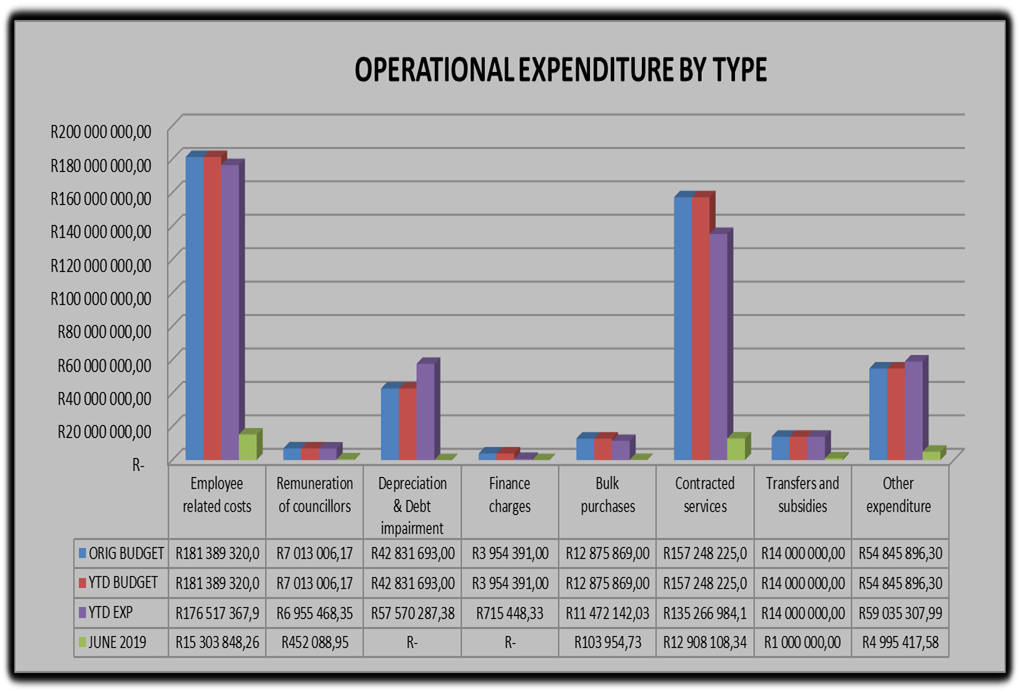 OPERATIONAL EXPENDITURE BY TYPE
R200 000 000,00
R180 000 000,00
R160 000 000,00
R140 000 000,00
R120 000 000,00
R100 000 000,00
R80 000 000,00
R60 000 000,00
R40 000 000,00
R20 000 000,00
R-
Employee related costs Remuneration of councillors Depreciation & Debt impairment Finance charges Bulk purchases Contracted services Transfers and subsidies Other expenditure
ORIG BUDGET R181 389 320,0 R7 013 006,17 R42 831 693,00 R3 954 391,00 R12 875 869,00 R157 248 225,0 R14 000 000,00 R54 845 896,30
YTD BUDGET R181 389 320,0 R7 013 006,17 R42 831 693,00 R3 954 391,00 R12 875 869,00 R157 248 225,0 R14 000 000,00 R54 845 896,30
YTD EXP R176 517 367,9 R6 955 468,35 R57 570 287,38 R715 448,33 R11 472 142,03 R135 266 984,1 R14 000 000,00 R59 035 307,99
JUNE 2019 R15 303 848,26 R452 088,95 R- R- R103 954,73 R12 908 108,34 R1 000 000,00 R4 995 417,58